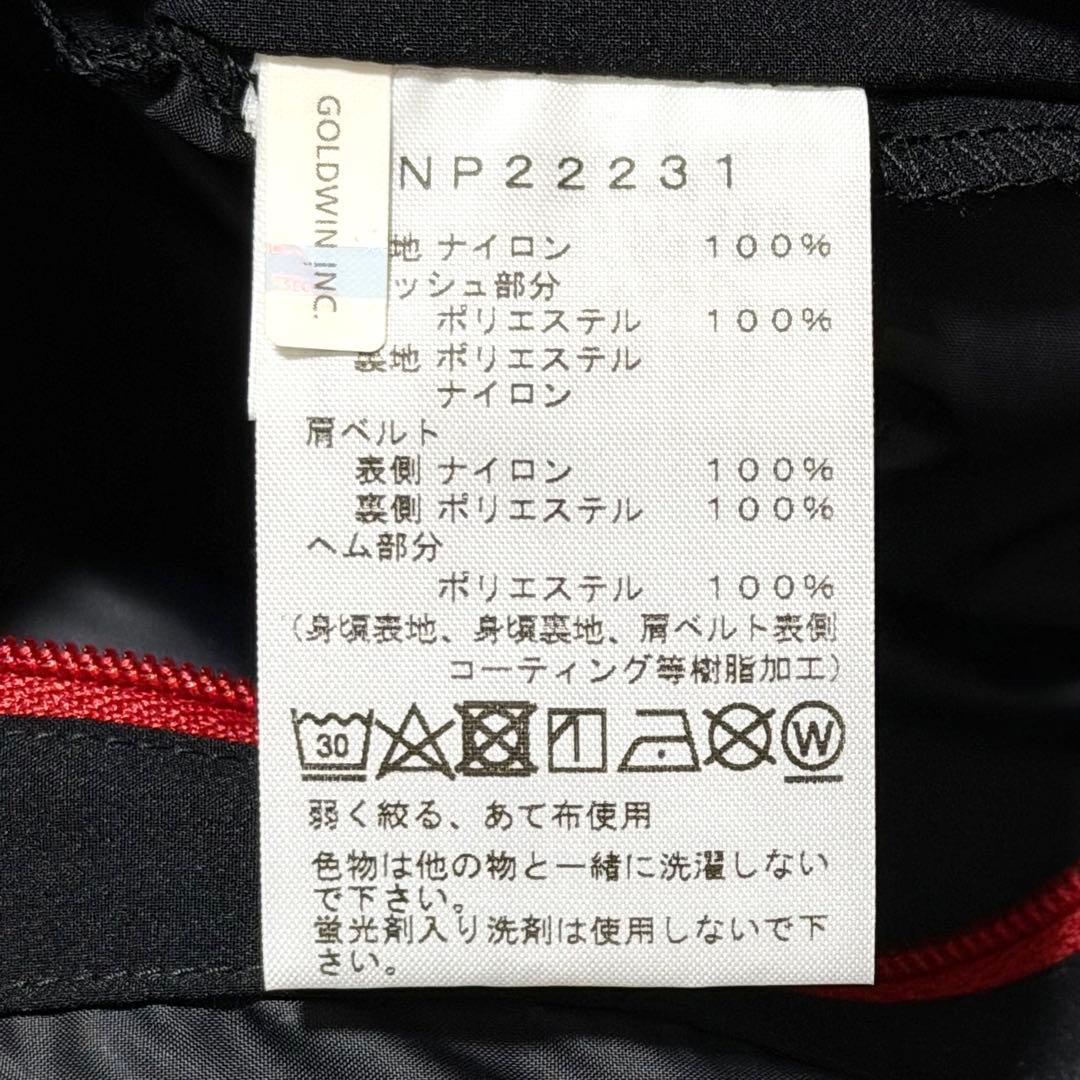 GOLDWIN INC.
SEC
NP22231
地 ナイロン 100%
ッシュ部分
ポリエステル 100%
裏地 ポリエステル
ナイロン
肩ベルト
表側 ナイロン 100%
裏側 ポリエステル 100%
ヘム部分
ポリエステル 100%
(身頃表地、身頃裏地、肩ベルト表側
コーティング等樹脂加工)
30 1 W
弱く絞る、あて布使用
色物は他の物と一緒に洗濯しない
で下さい。
蛍光剤入り洗剤は使用しないで下
さい。